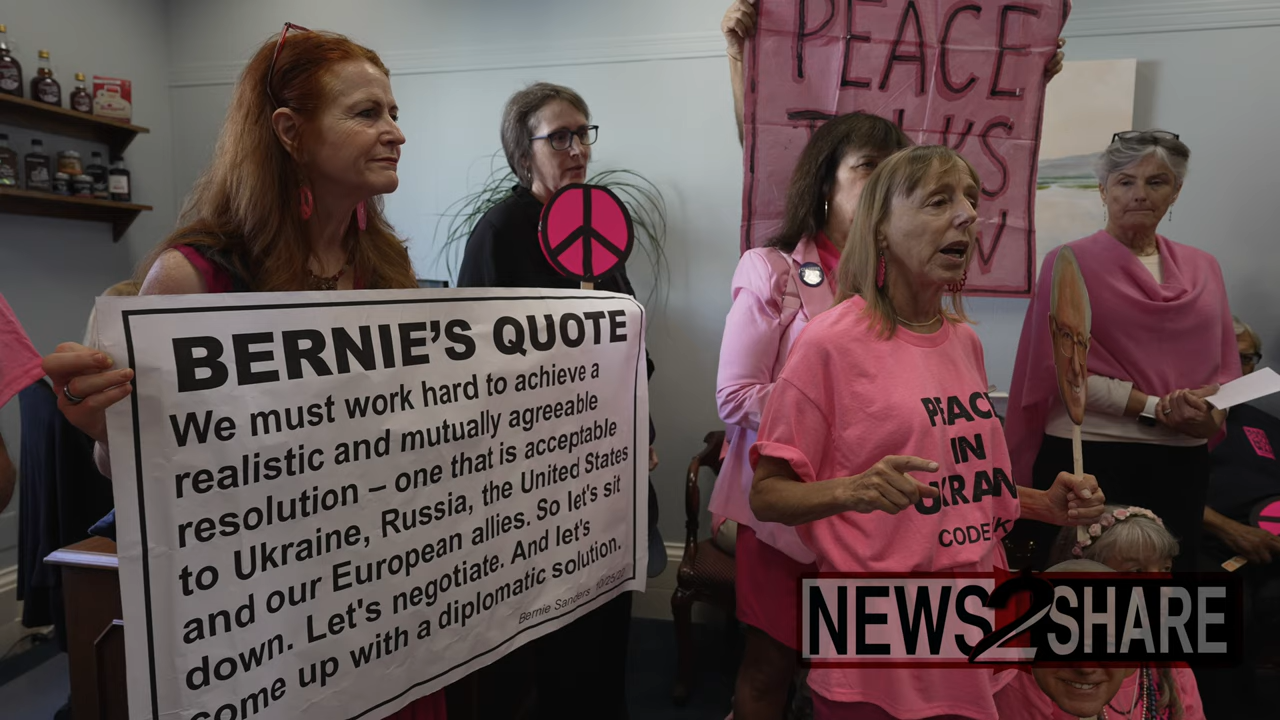 BERNIE'S QUOTE
We must work hard to achieve a
realistic and mutually agreeable
resolution – one that is acceptable
to Ukraine, Russia, the United States
and our European allies. So let's sit
down. Let's negotiate. And let's
come up with a diplomatic solution.
Bernie Sanders
PEACE
PEACE
IN
CODE
NEWS2SHARE